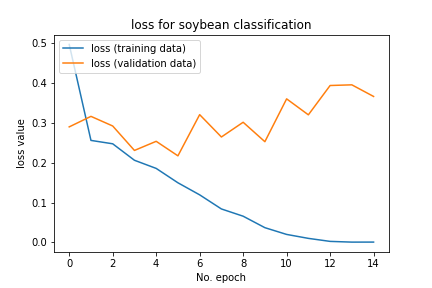 loss for soybean classification
loss (training data)
loss (validation data)
loss value
0.5
0.4
0.3
0.2
0.1
0.0
0 2 4 6 8 10 12 14
No. epoch